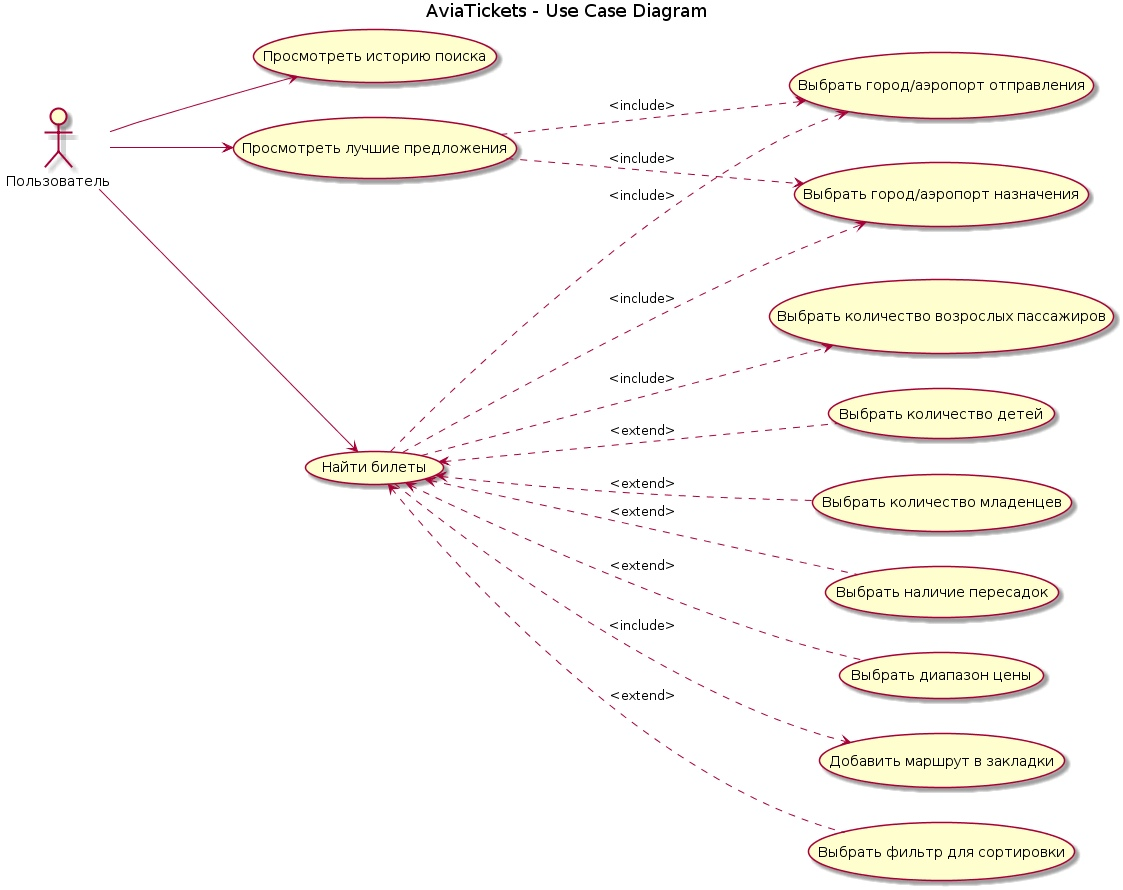 AviaTickets - Use Case Diagram
Просмотреть историю поиска
Выбрать город/аэропорт отправления
<include>
Просмотреть лучшие предложения
<include>
Пользователь
<include>
Выбрать город/аэропорт назначения
<include>
Выбрать количество возрослых пассажиров
<include>
Выбрать количество детей
<extend>
Найти билеты
<extend>
Выбрать количество младенцев
<extend>
<extend>
Выбрать наличие пересадок
<include>
Выбрать диапазон цены
<extend>
Добавить маршрут в закладки
Выбрать фильтр для сортировки